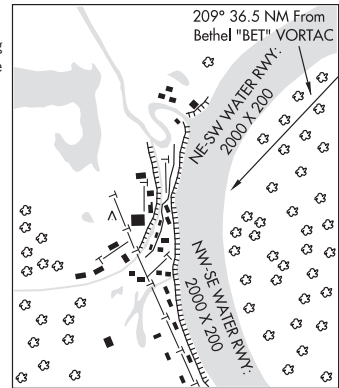 g
e
209° 36.5 NM From
Bethel "BET" VORTAC
NE-SW WATER RWY:
2000 X 200
NW-SE WATER RWY:
2000 X 200